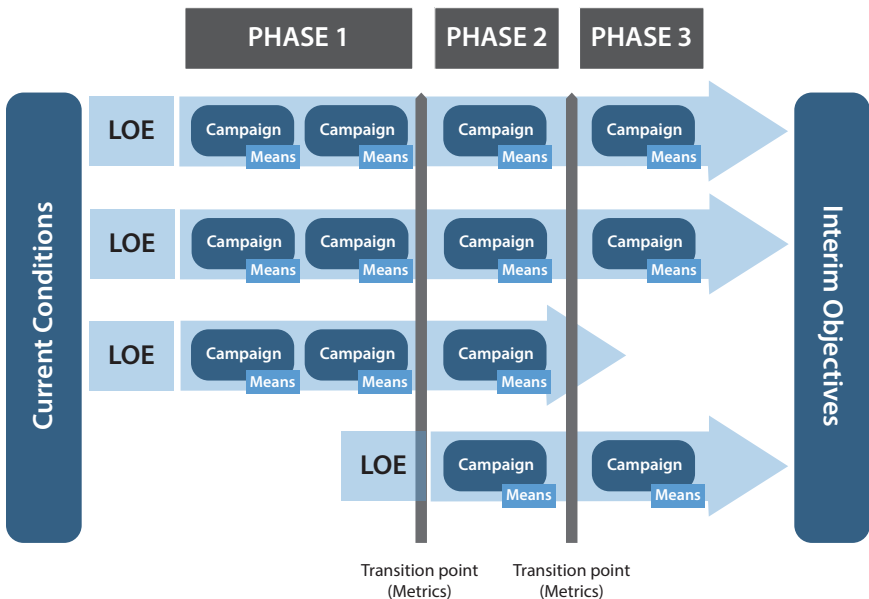 PHASE 1
PHASE 2
PHASE 3
Current Conditions
LOE
Campaign
Means
Campaign
Means
Campaign
Means
Campaign
Means
LOE
Campaign
Means
Campaign
Means
Campaign
Means
Campaign
Means
LOE
Campaign
Means
Campaign
Means
Campaign
Means
LOE
Campaign
Means
Campaign
Means
Interim Objectives
Transition point
(Metrics)
Transition point
(Metrics)